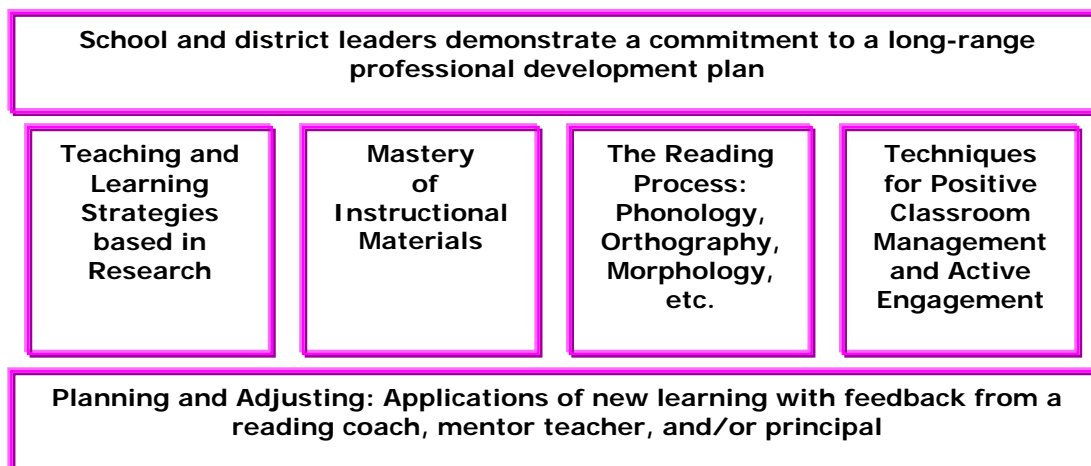 School and district leaders demonstrate a commitment to a long-range
professional development plan
Teaching and
Learning
Strategies
based in
Research
Mastery
of
Instructional
Materials
The Reading
Process:
Phonology,
Orthography,
Morphology,
etc.
Techniques
for Positive
Classroom
Management
and Active
Engagement
Planning and Adjusting: Applications of new learning with feedback from a
reading coach, mentor teacher, and/or principal